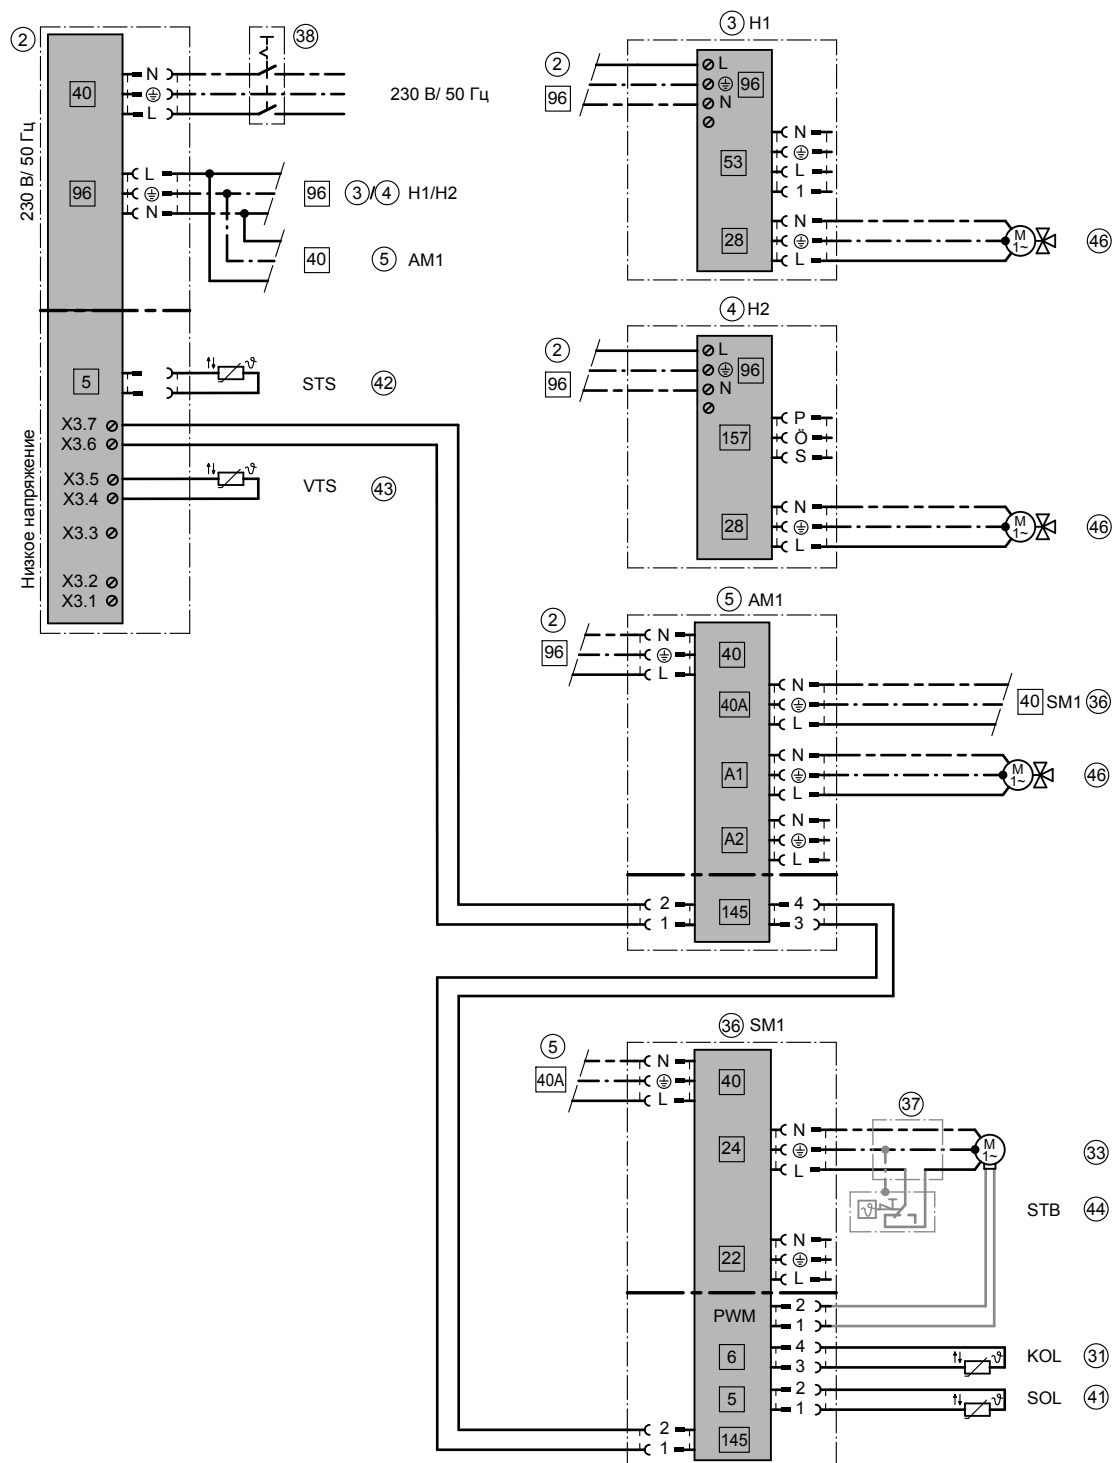 2
38
230 В/ 50 Гц
Низкое напряжение
40
N
L
230 В/ 50 Гц
96
L
N
96 3/4 H1/H2
40 5 AM1
5
STS 42
X3.7
X3.6
X3.5
X3.4
VTS 43
X3.3
X3.2
X3.1
3 H1
2
96
L
N
96
53
N
L
1
28
N
L
M
1~
46
4 H2
2
96
L
N
96
157
P
Ö
S
28
N
L
M
1~
46
5 AM1
2
96
N
L
40
40A
N
L
40 SM1 36
A1
N
L
M
1~
46
A2
N
L
2
1
145
4
3
36 SM1
5
40A
N
L
40
37
24
N
L
M
1~
33
STB 44
22
N
L
PWM
2
1
6
4
3
KOL 31
5
2
1
SOL 41
2
1
145